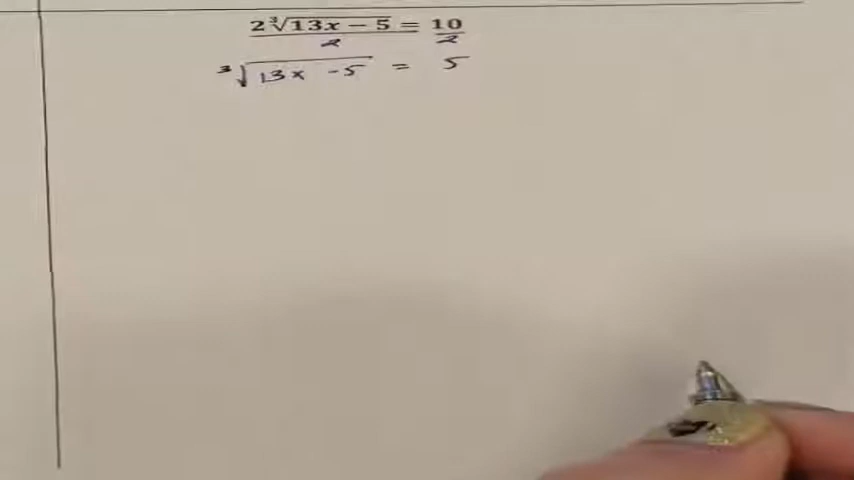 2∛13x − 5 = 10
2 2
∛13x - 5 = 5